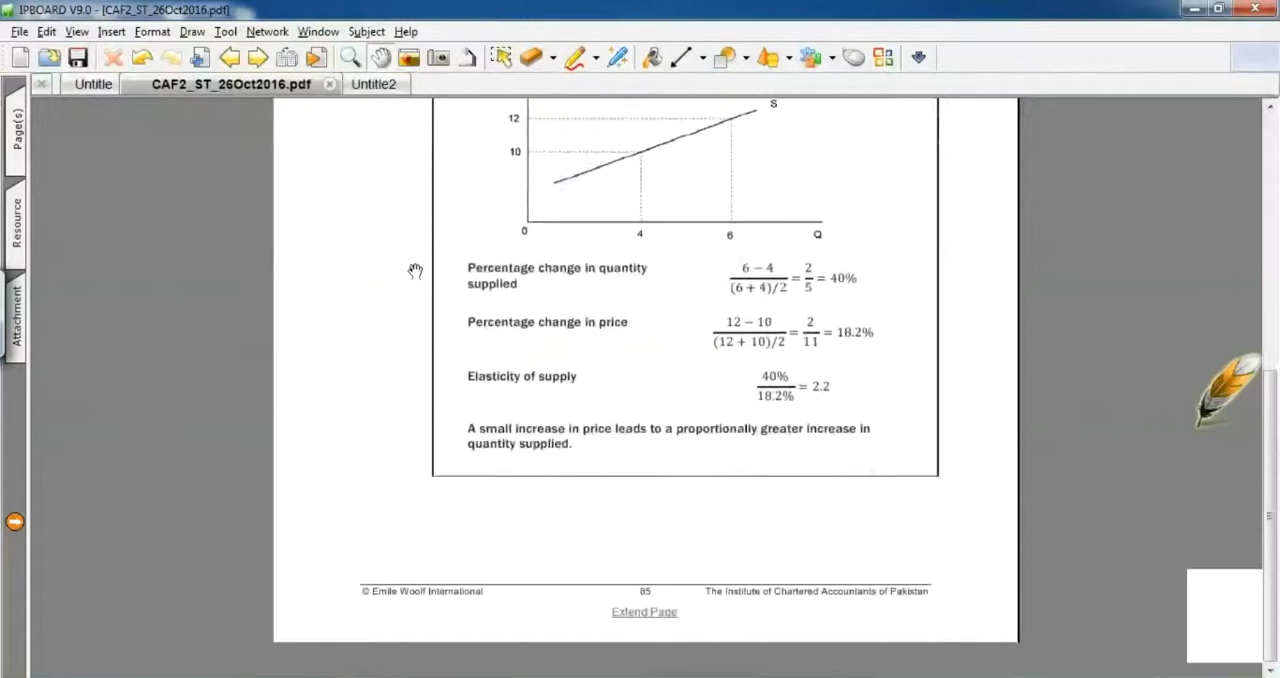 IPBOARD V9.0 - [CAF2_ST_26Oct2016.pdf]
File Edit View Insert Format Draw Tool Network Window Subject Help
Untitle CAF2_ST_26Oct2016.pdf Untitle2
Page(s)
Resource
Attachment
S
12
10
0 4 6 Q
Percentage change in quantity supplied
6 − 4 / (6 + 4)/2 = 2/5 = 40%
Percentage change in price
12 − 10 / (12 + 10)/2 = 2/11 = 18.2%
Elasticity of supply
40% / 18.2% = 2.2
A small increase in price leads to a proportionally greater increase in
quantity supplied.
© Emile Woolf International 85 The Institute of Chartered Accountants of Pakistan
Extend Page